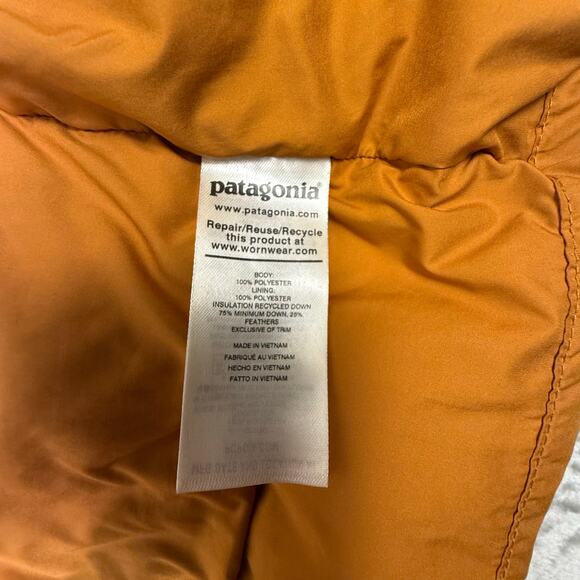 patagonia®
www.patagonia.com
Repair/Reuse/Recycle
this product at
www.wornwear.com
BODY:
100% POLYESTER
LINING:
100% POLYESTER
INSULATION RECYCLED DOWN
75% MINIMUM DOWN, 25%
FEATHERS
EXCLUSIVE OF TRIM
MADE IN VIETNAM
FABRIQUÉ AU VIETNAM
HECHO EN VIETNAM
FATTO IN VIETNAM